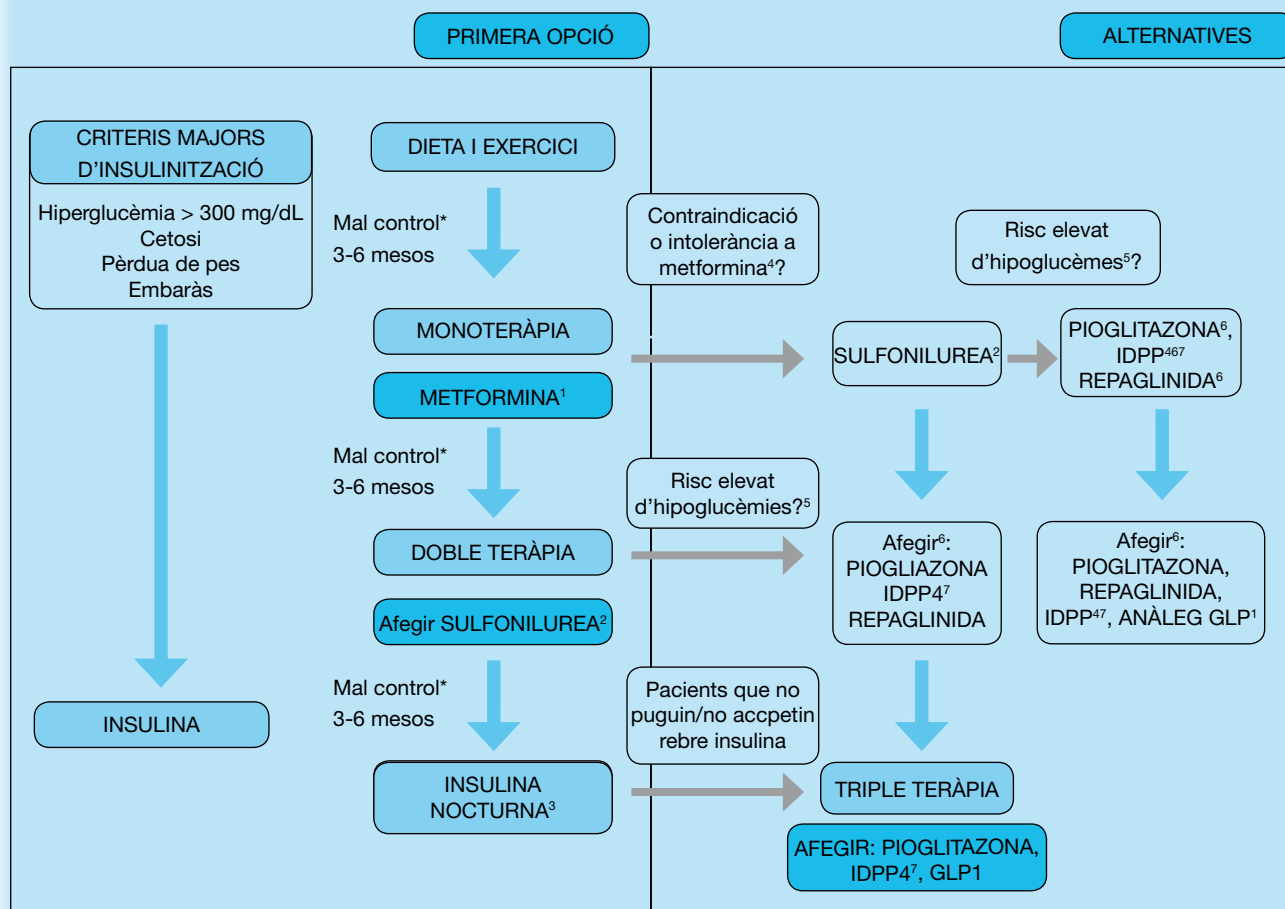 PRIMERA OPCIÓ
ALTERNATIVES
CRITERIS MAJORS
D'INSULINITZACIÓ
Hiperglucèmia > 300 mg/dL
Cetosi
Pèrdua de pes
Embaràs
INSULINA
DIETA I EXERCICI
Mal control*
3-6 mesos
MONOTERÀPIA
METFORMINA¹
Mal control*
3-6 mesos
DOBLE TERÀPIA
Afegir SULFONILUREA²
Mal control*
3-6 mesos
INSULINA
NOCTURNA³
Contraindicació
o intolerància a
metformina⁴?
Risc elevat
d'hipoglucèmes⁵?
SULFONILUREA²
PIOGLITAZONA⁶,
IDPP⁴⁶⁷
REPAGLINIDA⁶
Risc elevat
d'hipoglucèmies?⁵
Afegir⁶:
PIOGLIAZONA
IDPP4⁷
REPAGLINIDA
Afegir⁶:
PIOGLITAZONA,
REPAGLINIDA,
IDPP⁴⁷, ANÀLEG GLP¹
Pacients que no
puguin/no accpetin
rebre insulina
TRIPLE TERÀPIA
AFEGIR: PIOGLITAZONA,
IDPP4⁷, GLP1